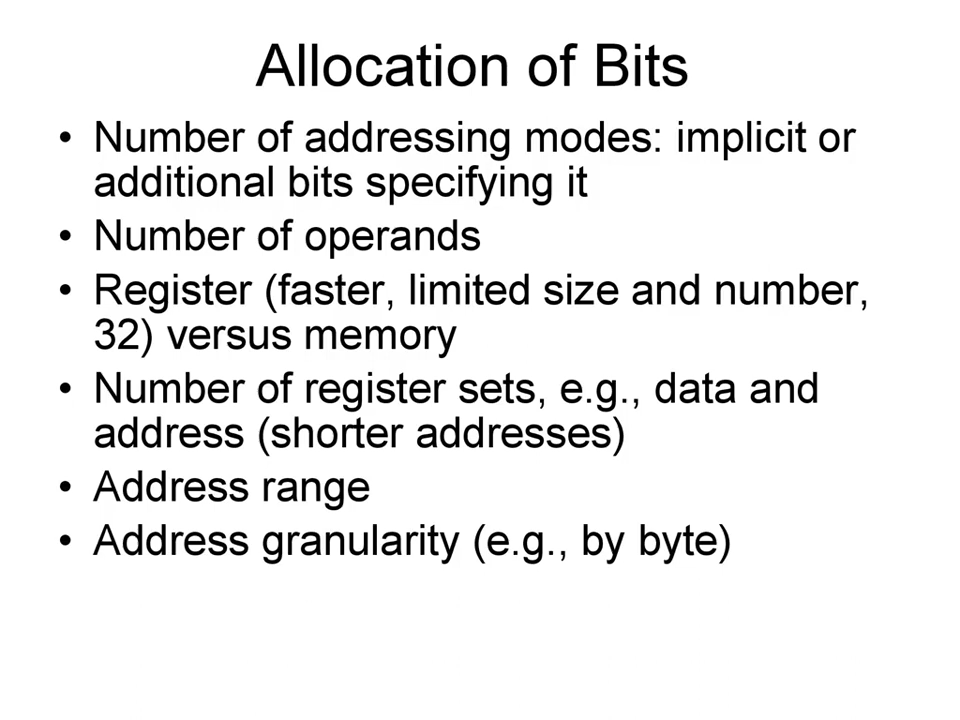 Allocation of Bits
• Number of addressing modes: implicit or
additional bits specifying it
• Number of operands
• Register (faster, limited size and number,
32) versus memory
• Number of register sets, e.g., data and
address (shorter addresses)
• Address range
• Address granularity (e.g., by byte)